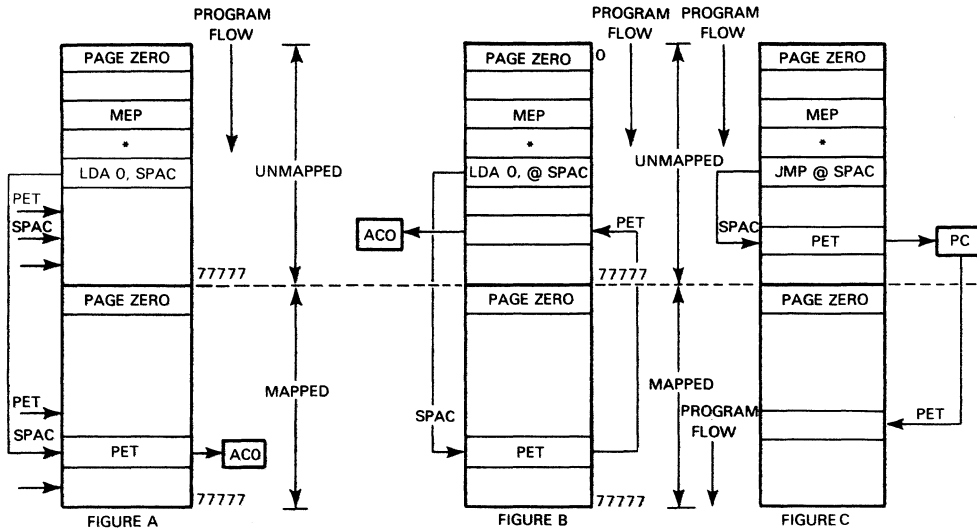 PROGRAM
FLOW
PAGE ZERO
MEP
*
LDA 0, SPAC
UNMAPPED
PET
SPAC
77777
PAGE ZERO
MAPPED
PET
SPAC
PET
AC0
77777
FIGURE A
PROGRAM
FLOW
PAGE ZERO
0
MEP
*
UNMAPPED
LDA 0, @ SPAC
AC0
PET
77777
PAGE ZERO
MAPPED
SPAC
PET
77777
FIGURE B
PROGRAM
FLOW
PAGE ZERO
MEP
*
JMP @ SPAC
SPAC
PET
PC
PAGE ZERO
PROGRAM
FLOW
PET
FIGURE C